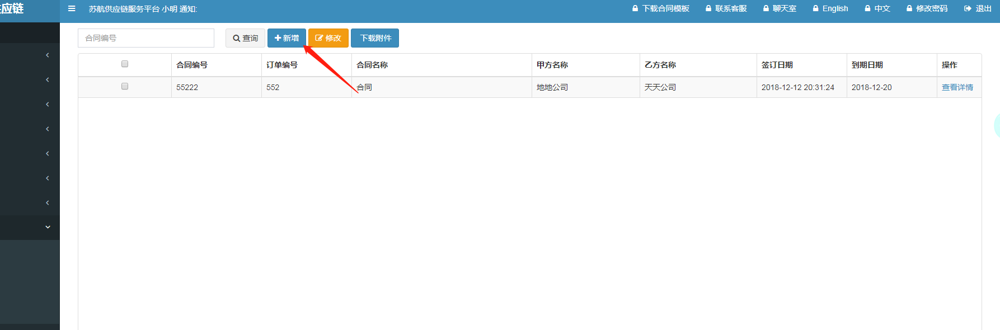 应链
苏航供应链服务平台 小明 通知:
下载合同模板 联系客服 聊天室 English 中文 修改密码 退出
合同编号 查询 新增 修改 下载附件
合同编号 订单编号 合同名称 甲方名称 乙方名称 签订日期 到期日期 操作
55222 552 合同 地地公司 天天公司 2018-12-12 20:31:24 2018-12-20 查看详情